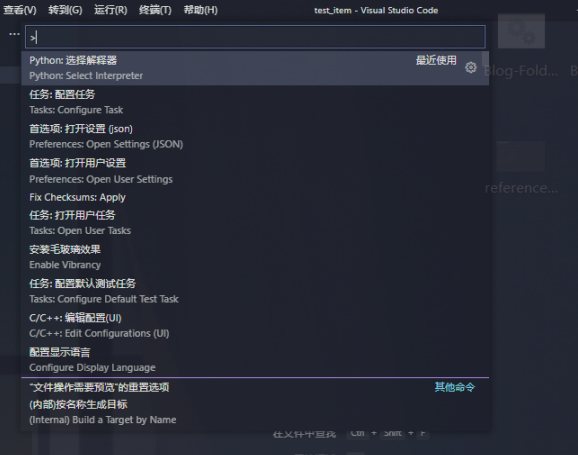 查看(V) 转到(G) 运行(R) 终端(T) 帮助(H) test_item - Visual Studio Code
... >
Blog-Fold...
Python: 选择解释器 最近使用
Python: Select Interpreter
任务: 配置任务
Tasks: Configure Task
首选项: 打开设置 (json)
Preferences: Open Settings (JSON)
首选项: 打开用户设置
Preferences: Open User Settings
reference...
Fix Checksums: Apply
任务: 打开用户任务
Tasks: Open User Tasks
安装毛玻璃效果
Enable Vibrancy
任务: 配置默认测试任务
Tasks: Configure Default Test Task
C/C++: 编辑配置(UI)
C/C++: Edit Configurations (UI)
配置显示语言
Configure Display Language
"文件操作需要预览"的重置选项 其他命令
(内部)按名称生成目标
(Internal) Build a Target by Name
在文件中查找 Ctrl + Shift + F